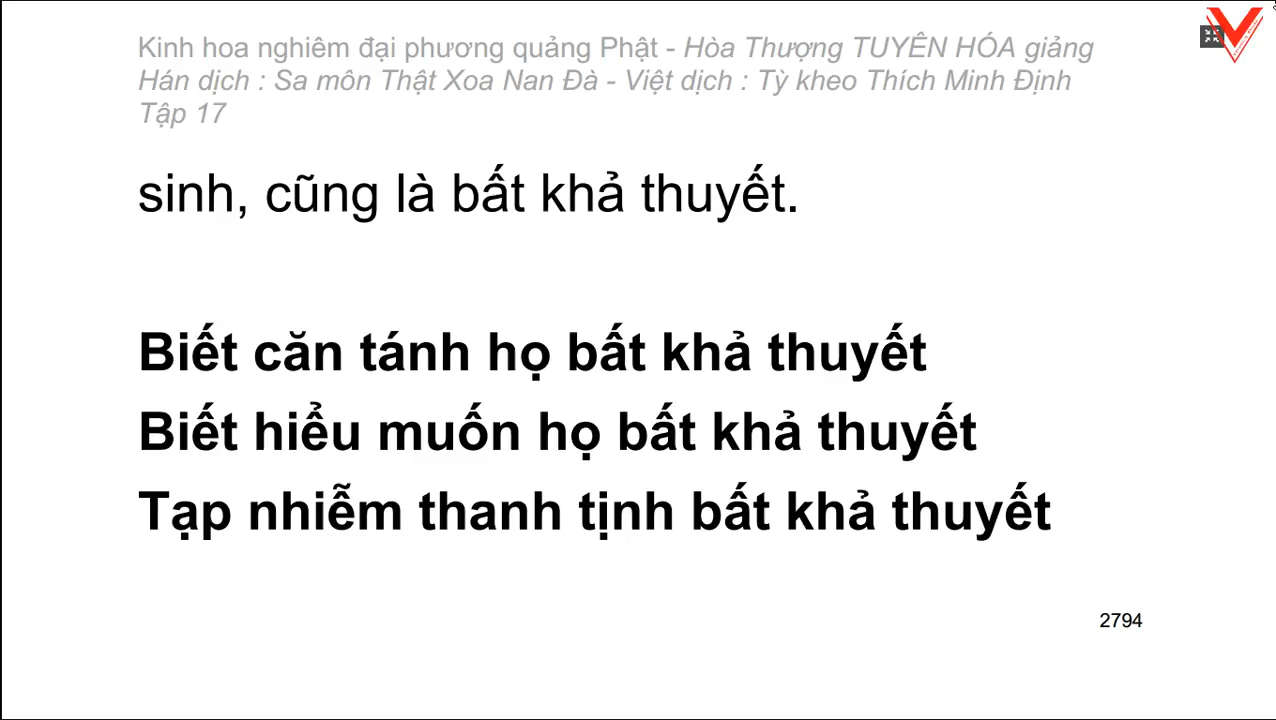 Kinh hoa nghiêm đại phương quảng Phật - Hòa Thượng TUYÊN HÓA giảng
Hán dịch : Sa môn Thật Xoa Nan Đà - Việt dịch : Tỳ kheo Thích Minh Định
Tập 17
sinh, cũng là bất khả thuyết.
Biết căn tánh họ bất khả thuyết
Biết hiểu muốn họ bất khả thuyết
Tạp nhiễm thanh tịnh bất khả thuyết
2794